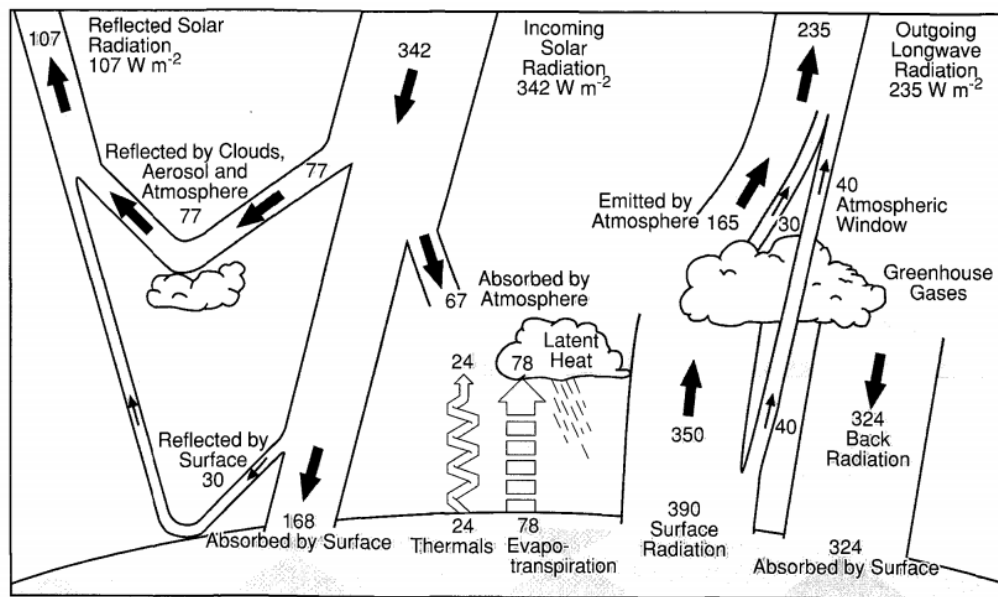 Reflected Solar
Radiation
107 W m⁻²
107
342
Incoming
Solar
Radiation
342 W m⁻²
235
Outgoing
Longwave
Radiation
235 W m⁻²
Reflected by Clouds,
Aerosol and
Atmosphere
77
77
Emitted by
Atmosphere
165
30
40
Atmospheric
Window
Absorbed by
Atmosphere
67
Greenhouse
Gases
Latent
Heat
24
78
350
40
324
Back
Radiation
Reflected by
Surface
30
168
Absorbed by Surface
24
Thermals
78
Evapo-
transpiration
390
Surface
Radiation
324
Absorbed by Surface